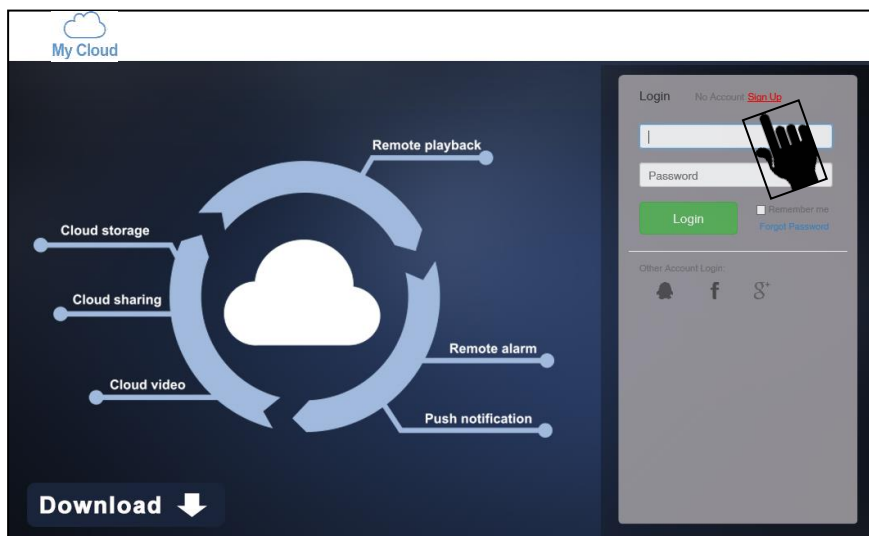 My Cloud
Remote playback
Cloud storage
Cloud sharing
Cloud video
Remote alarm
Push notification
Download
Login No Account Sign Up
Password
Login
Remember me
Forgot Password
Other Account Login:
f g+